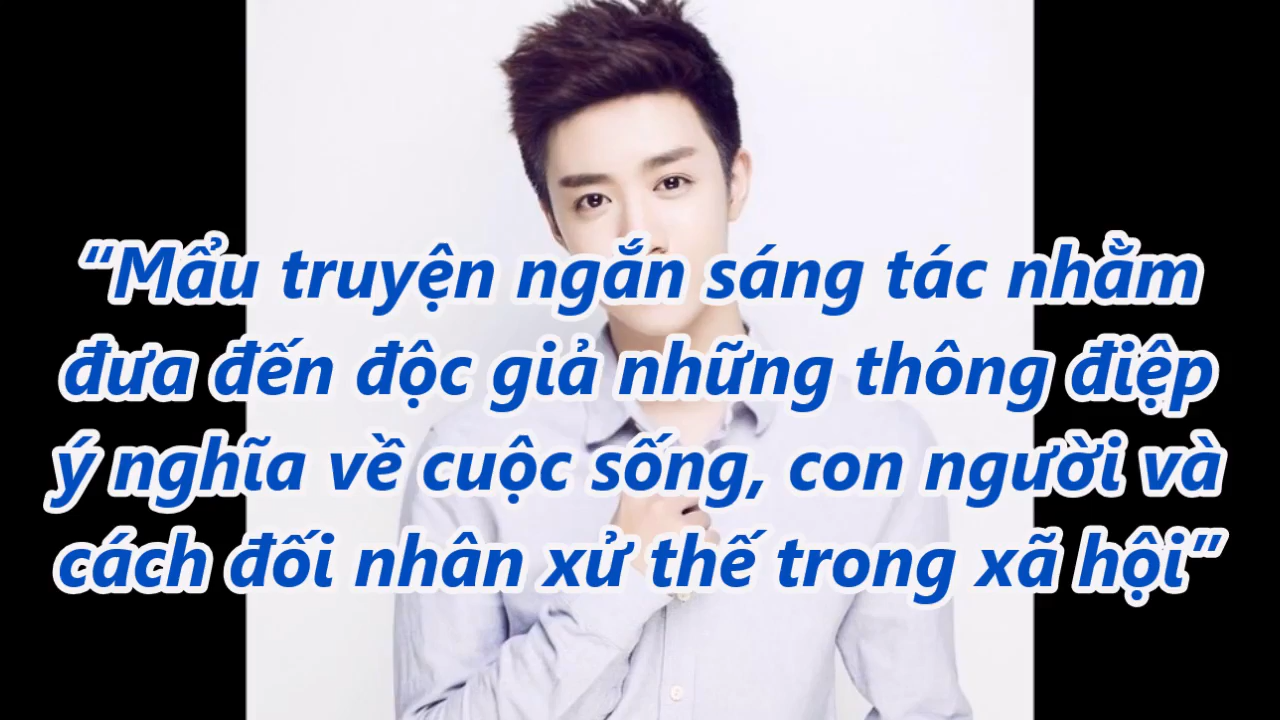 “Mẩu truyện ngắn sáng tác nhằm
đưa đến độc giả những thông điệp
ý nghĩa về cuộc sống, con người và
cách đối nhân xử thế trong xã hội”